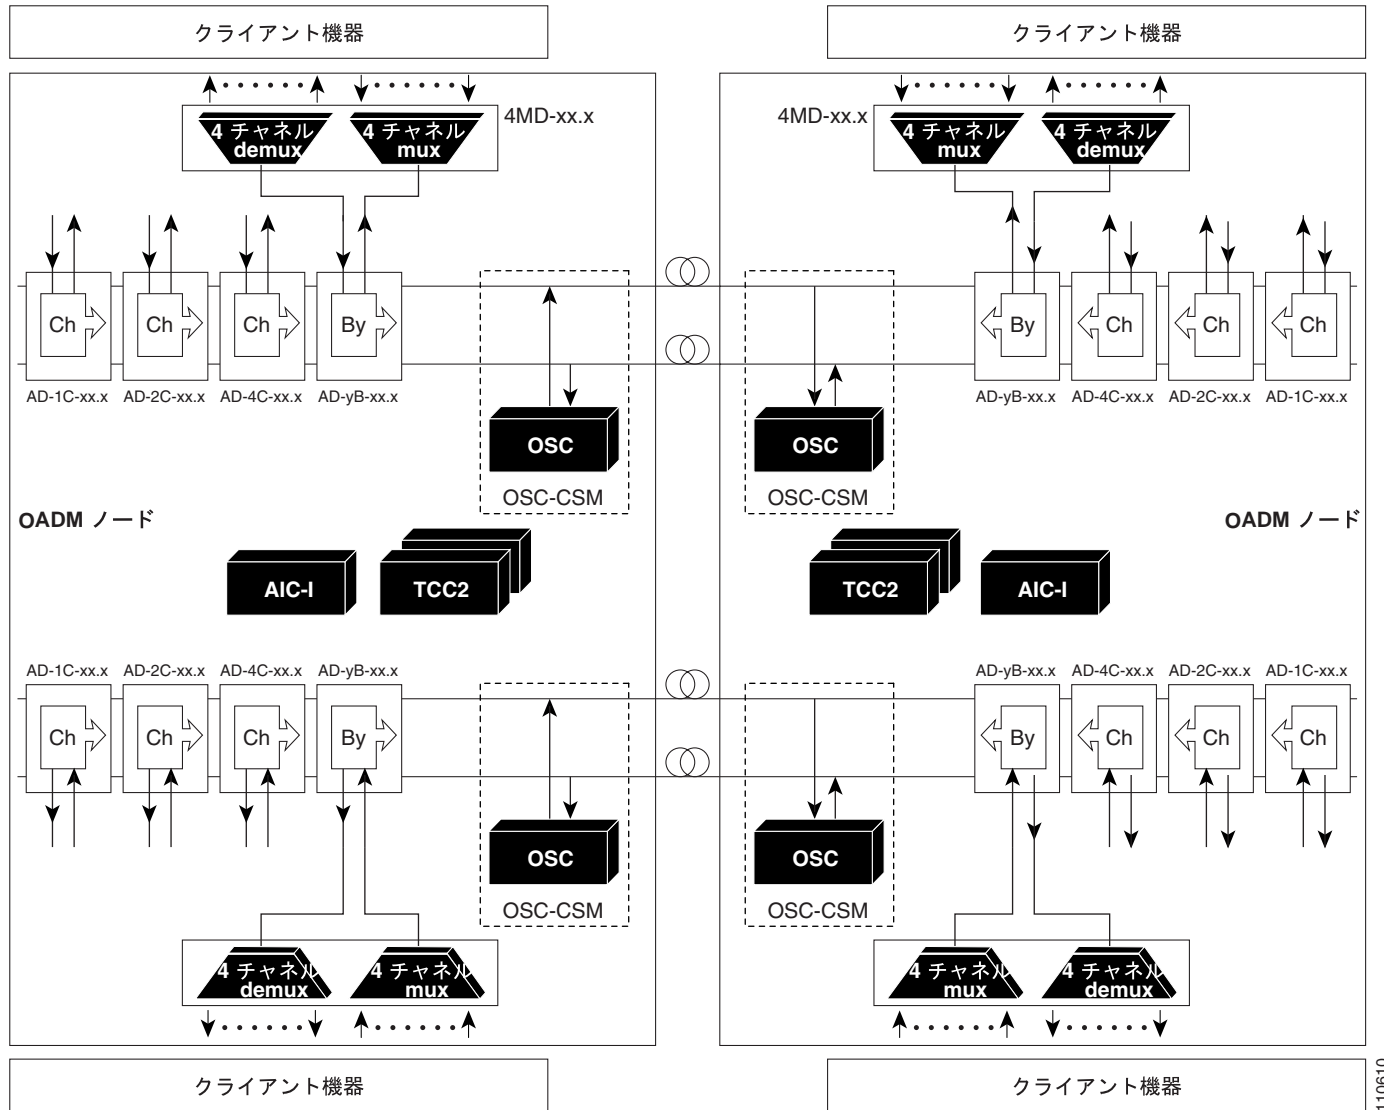 クライアント機器
クライアント機器
4 チャネル
demux
4 チャネル
mux
4MD-xx.x
4MD-xx.x
4 チャネル
mux
4 チャネル
demux
Ch
Ch
Ch
By
By
Ch
Ch
Ch
AD-1C-xx.x
AD-2C-xx.x
AD-4C-xx.x
AD-yB-xx.x
AD-yB-xx.x
AD-4C-xx.x
AD-2C-xx.x
AD-1C-xx.x
OSC
OSC
OSC-CSM
OSC-CSM
OADM ノード
OADM ノード
AIC-I
TCC2
TCC2
AIC-I
AD-1C-xx.x
AD-2C-xx.x
AD-4C-xx.x
AD-yB-xx.x
AD-yB-xx.x
AD-4C-xx.x
AD-2C-xx.x
AD-1C-xx.x
Ch
Ch
Ch
By
By
Ch
Ch
Ch
OSC
OSC
OSC-CSM
OSC-CSM
4 チャネル
demux
4 チャネル
mux
4 チャネル
mux
4 チャネル
demux
クライアント機器
クライアント機器
110610